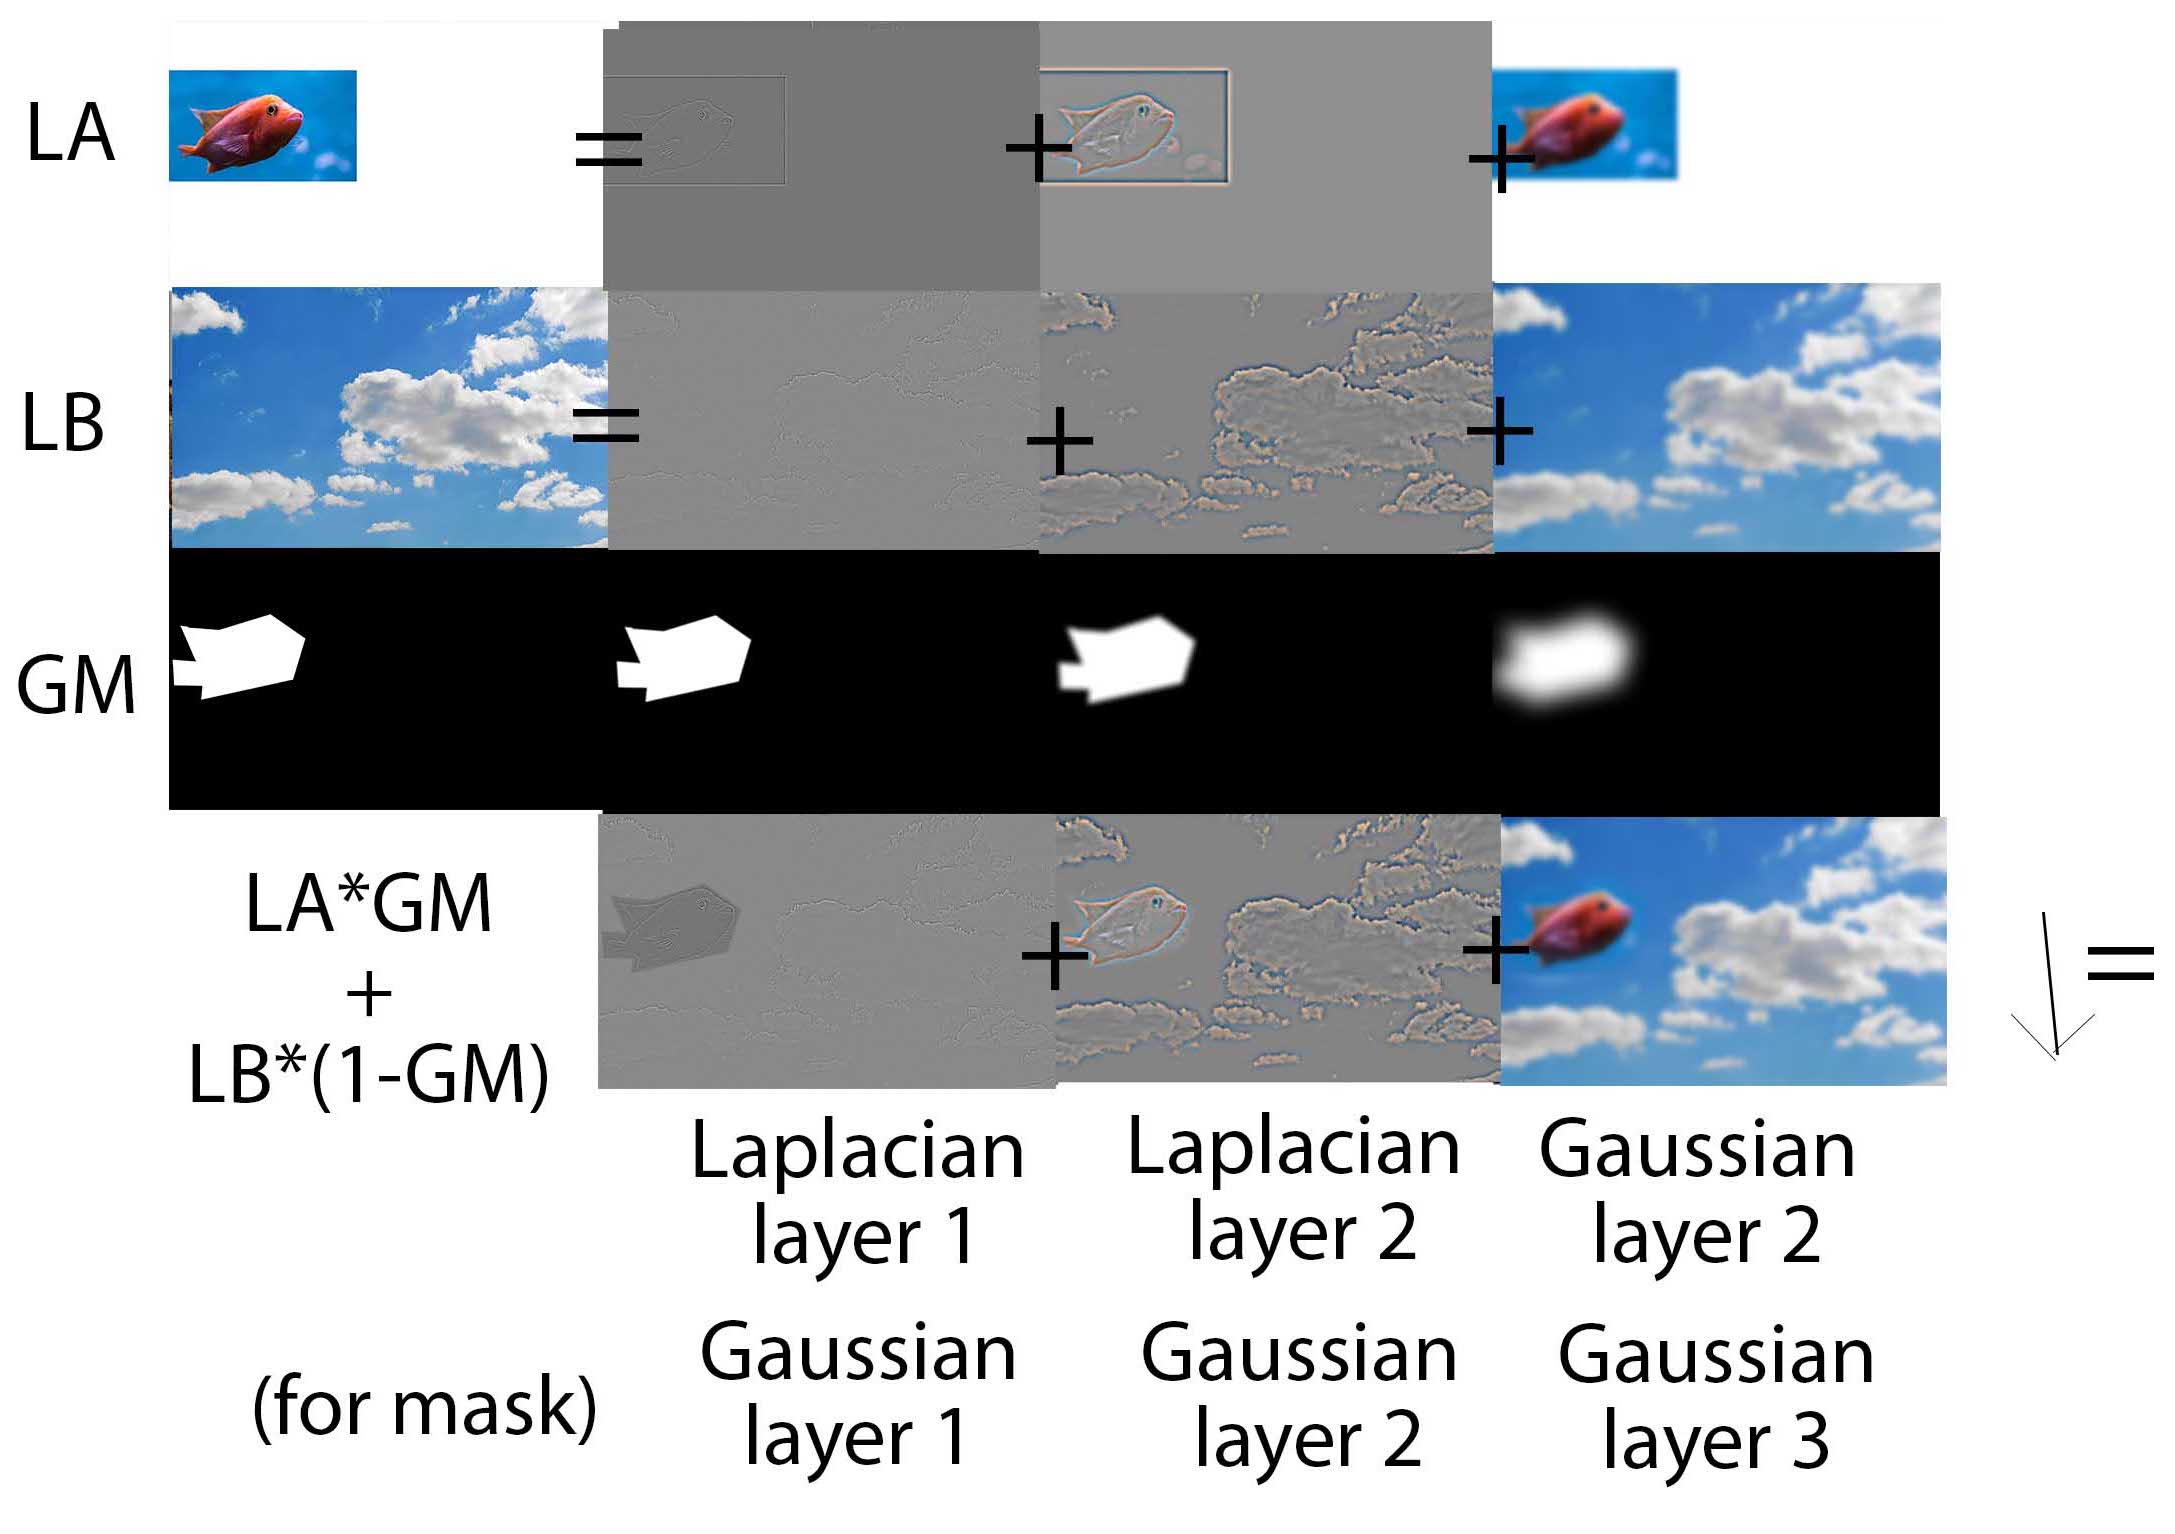 LA
=
+
+
LB
=
+
+
GM
LA*GM
+
LB*(1-GM)
+
+
=
Laplacian
layer 1
Laplacian
layer 2
Gaussian
layer 2
(for mask)
Gaussian
layer 1
Gaussian
layer 2
Gaussian
layer 3